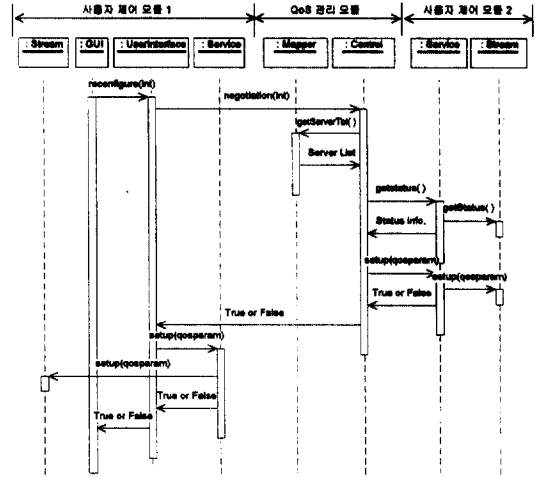 사용자 제어 모듈 1 QoS 관리 모듈 사용자 제어 모듈 2
: Stream : GUI : UserInterface : Service : Mapper : Control : Service : Stream
reconfigure(int)
negotiation(int)
getServerTbl( )
Server List
getstatus( )
getStatus( )
Status info.
setup(qosparam)
setup(qosparam)
True or False
True or False
setup(qosparam)
setup(qosparam)
True or False
True or False